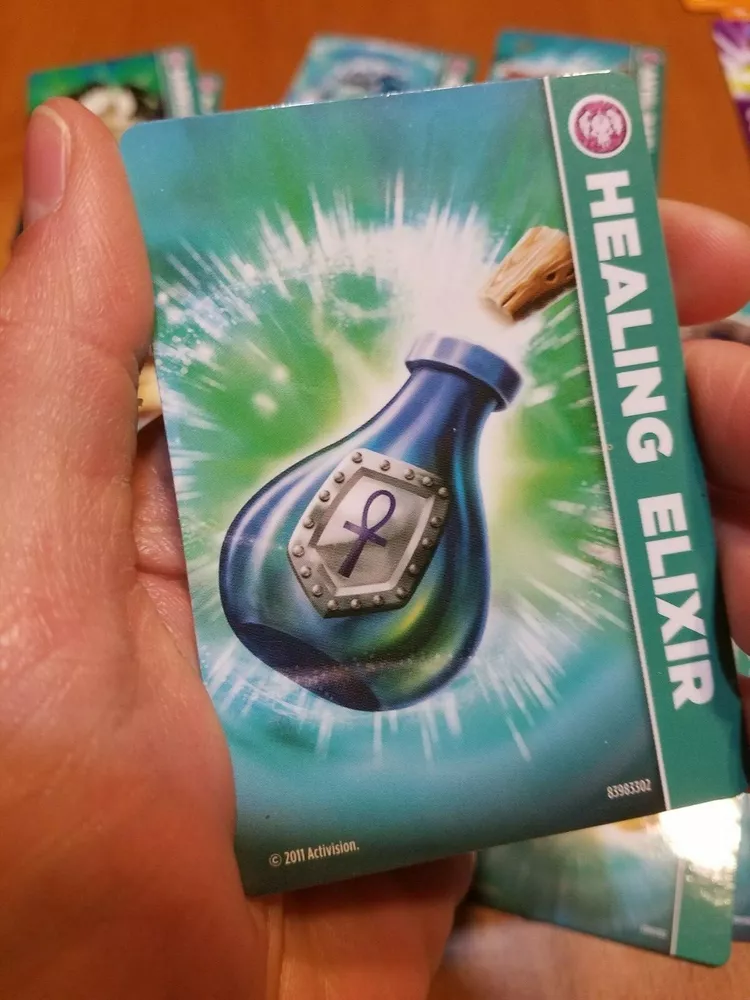 HEALING ELIXIR
83983302
© 2011 Activision.